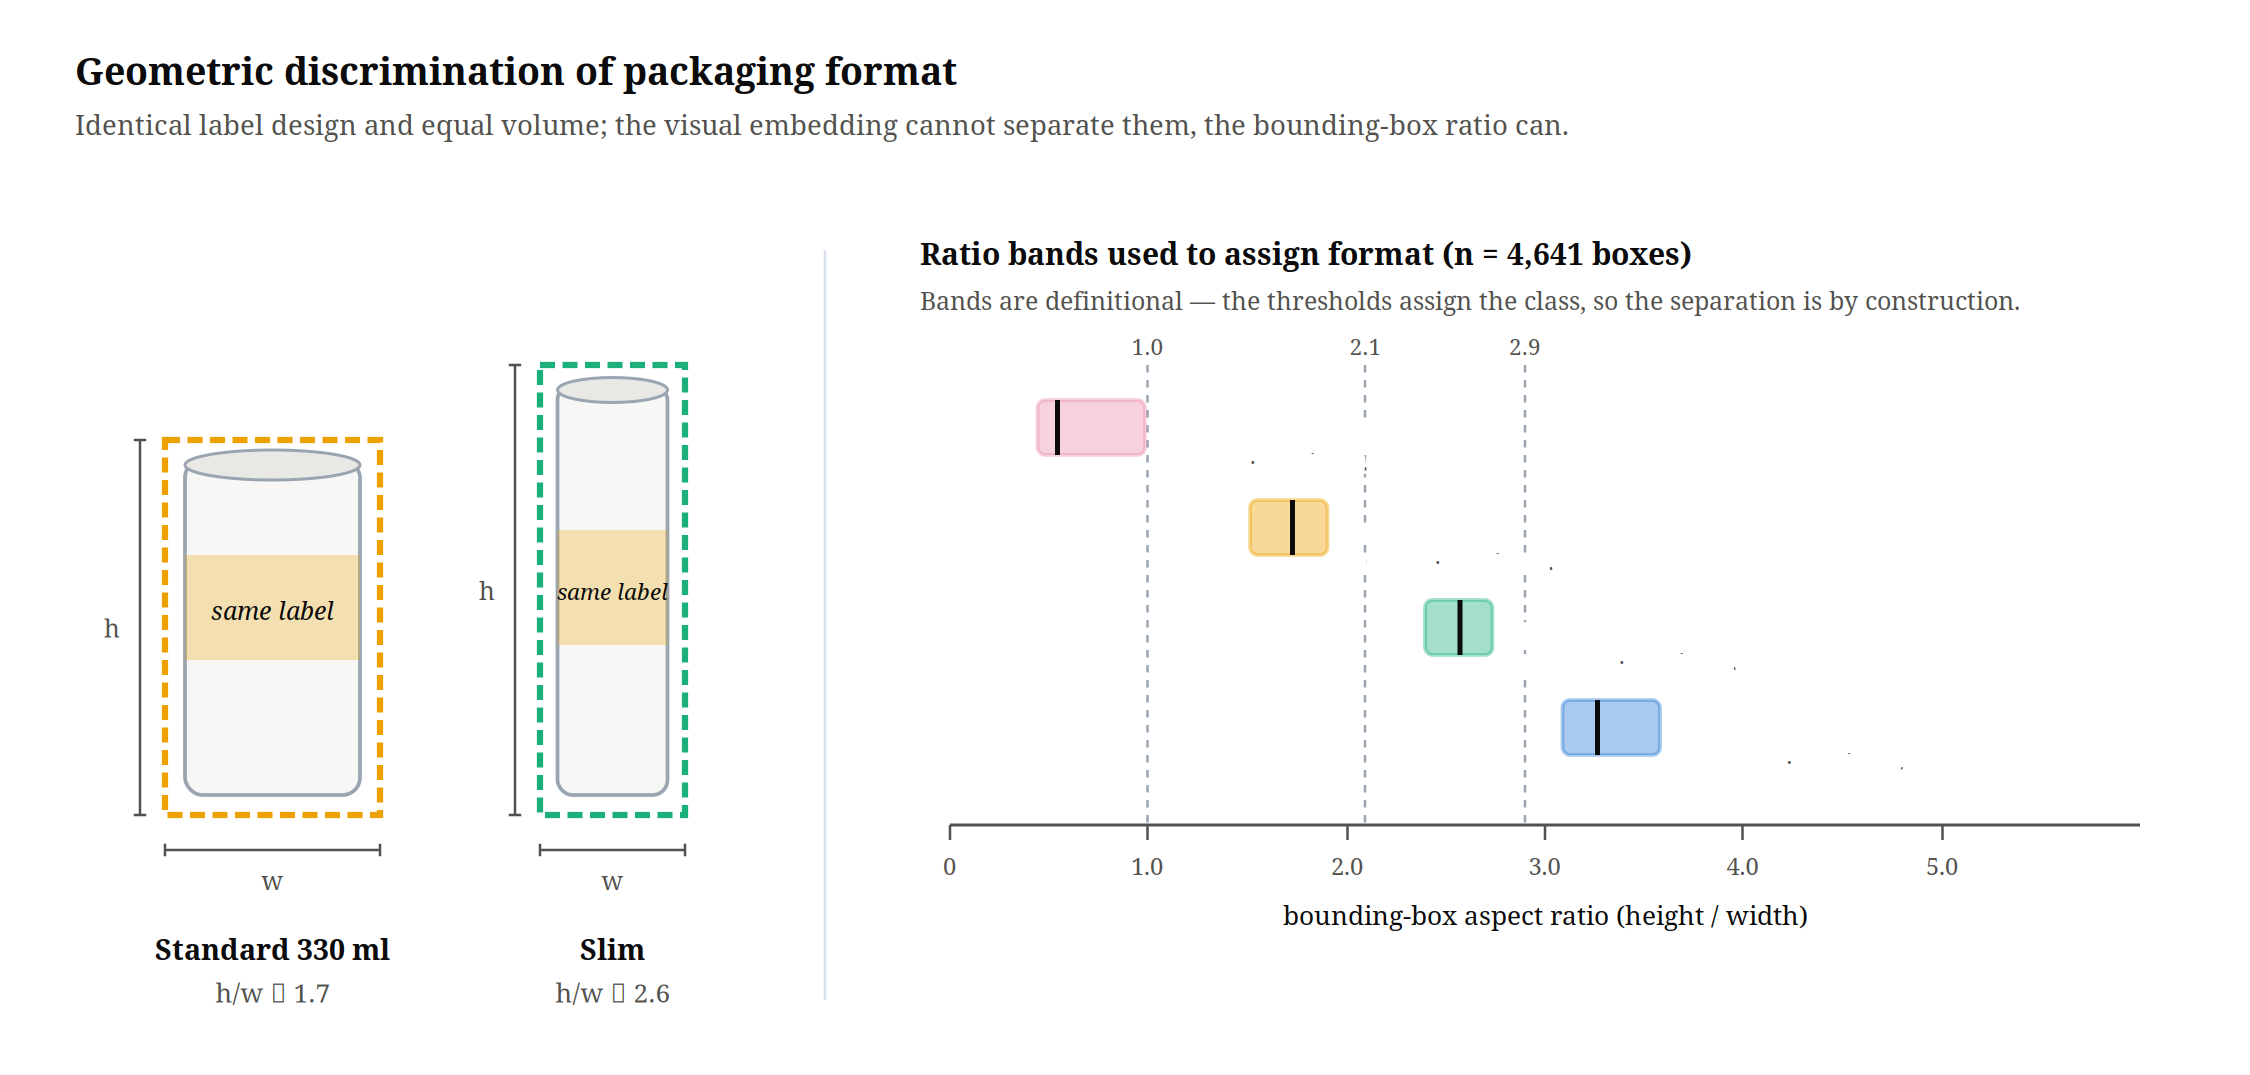 Geometric discrimination of packaging format
Identical label design and equal volume; the visual embedding cannot separate them, the bounding-box ratio can.
h
same label
w
Standard 330 ml
h/w ▯ 1.7
h
same label
w
Slim
h/w ▯ 2.6
Ratio bands used to assign format (n = 4,641 boxes)
Bands are definitional — the thresholds assign the class, so the separation is by construction.
1.0 2.1 2.9
0 1.0 2.0 3.0 4.0 5.0
bounding-box aspect ratio (height / width)